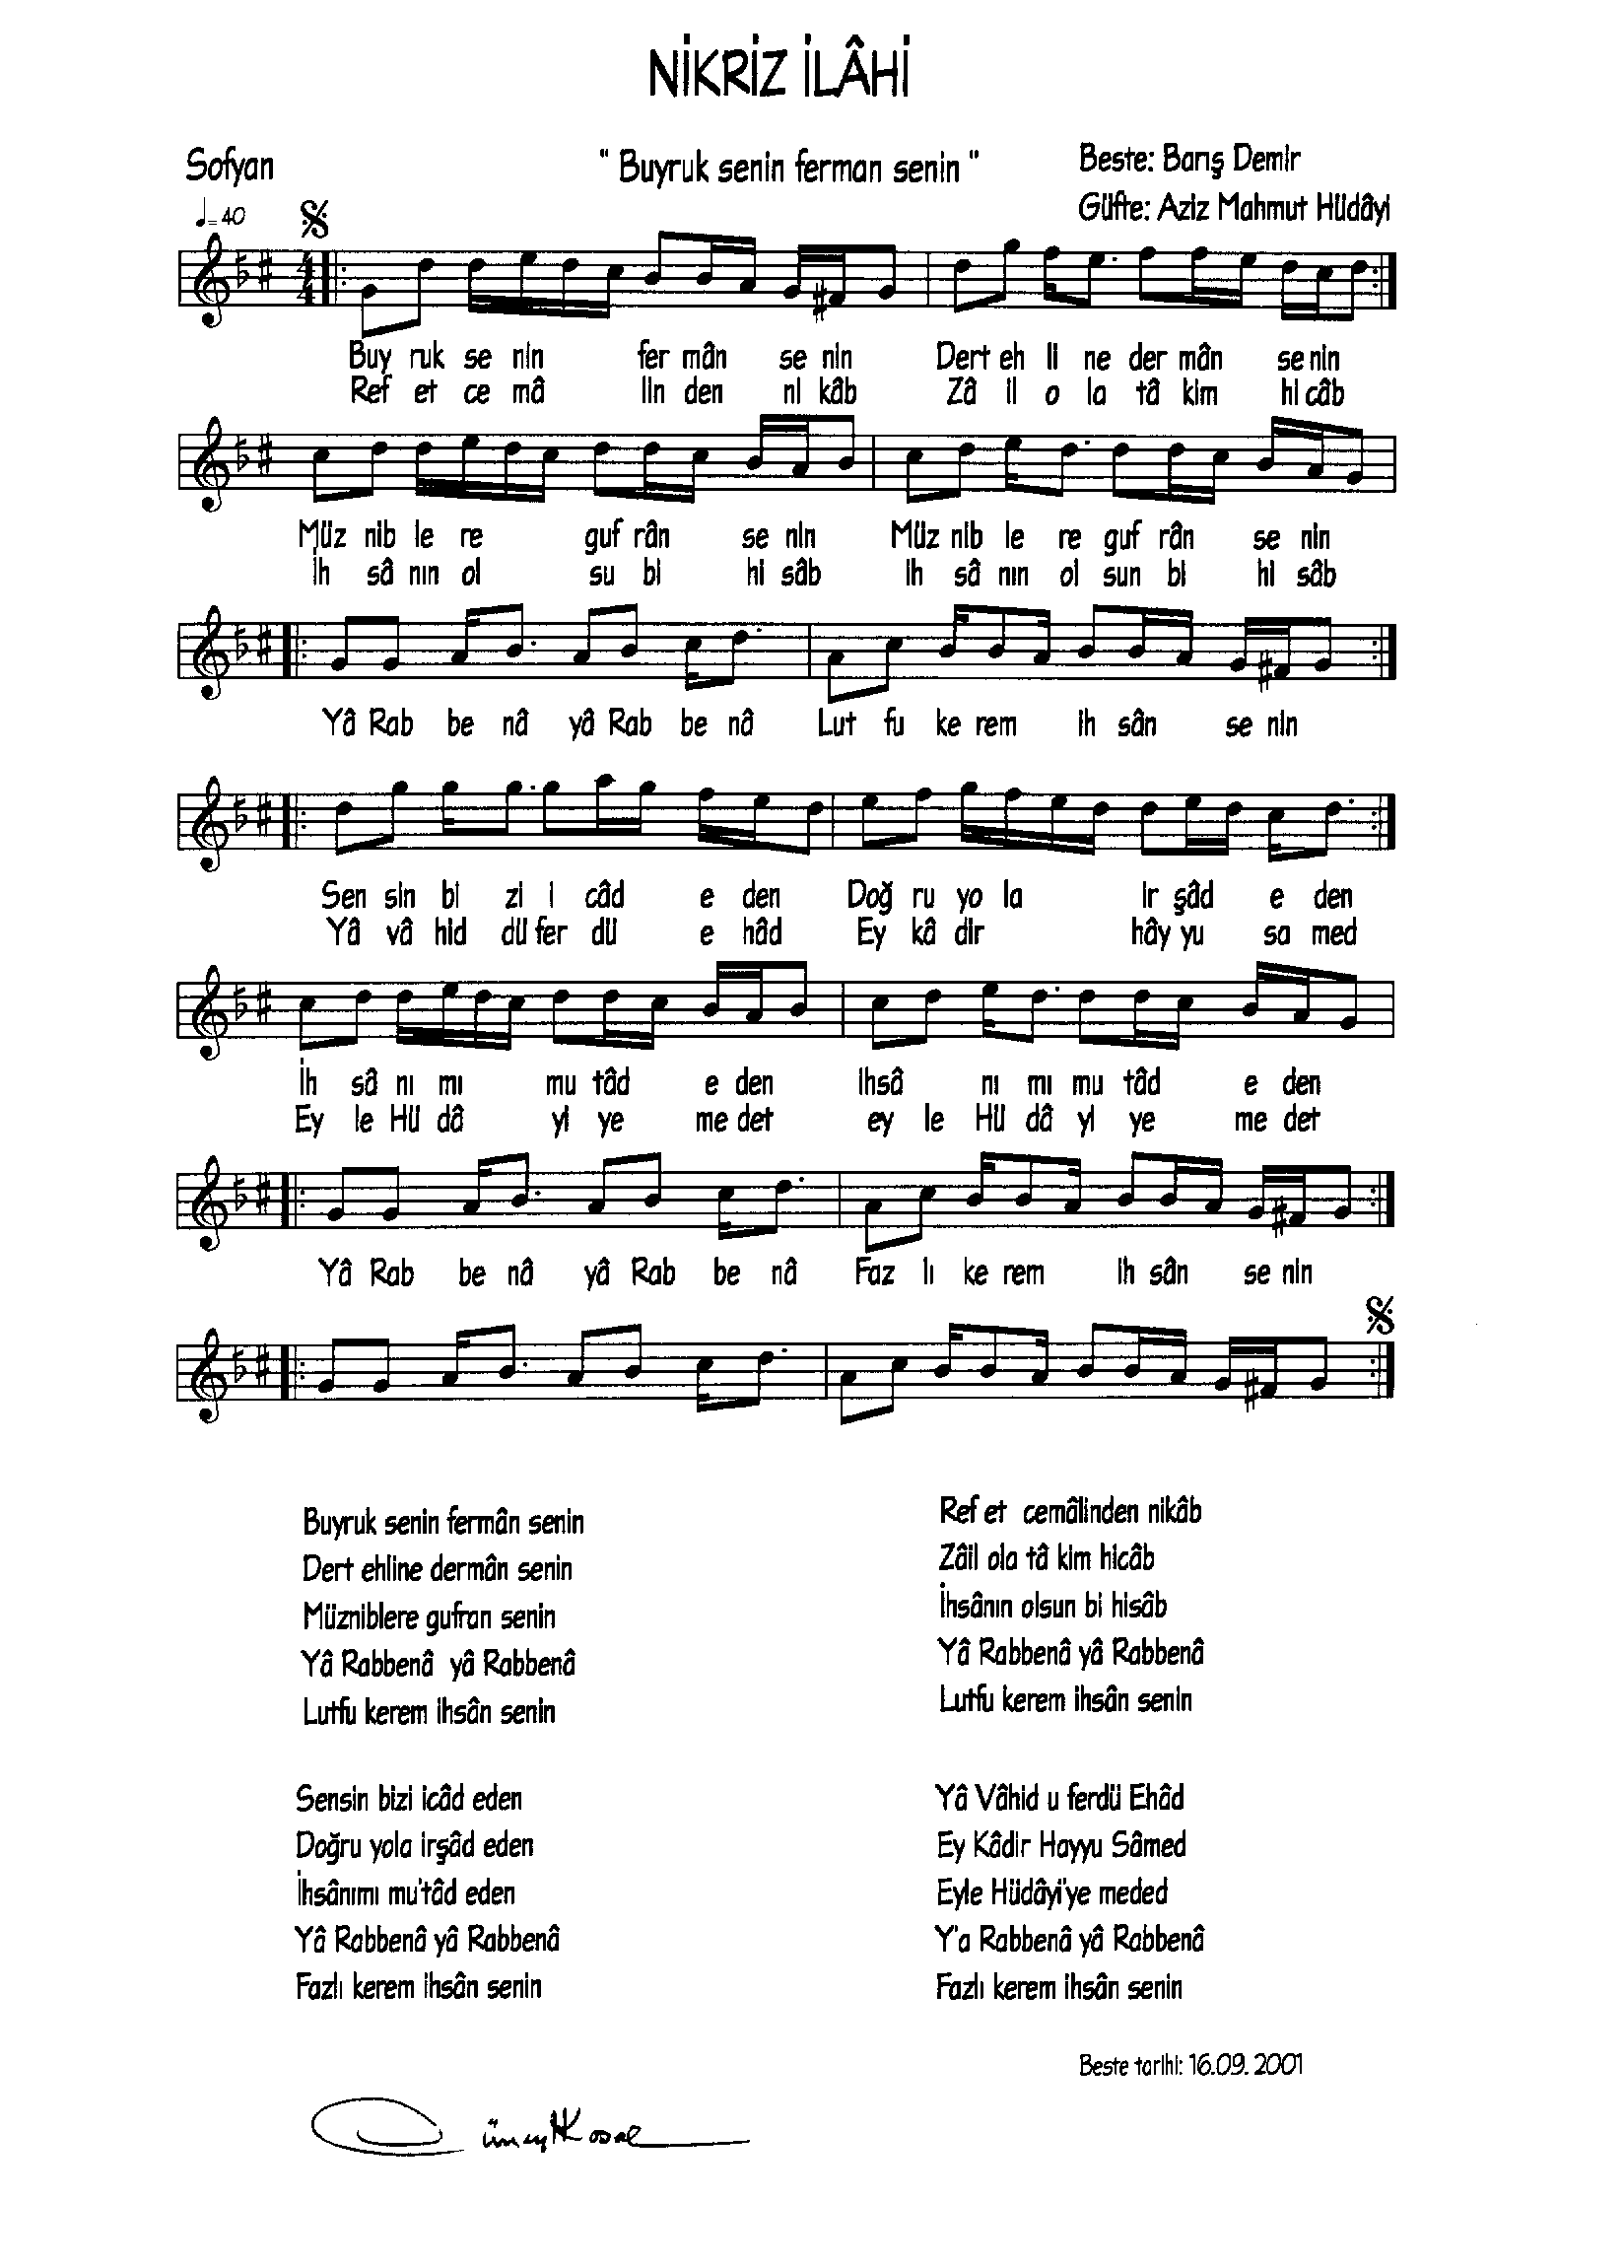 NİKRİZ İLÂHİ
Sofyan
" Buyruk senin ferman senin "
Beste: Barış Demir
Güfte: Aziz Mahmut Hüdâyi
♩=40
Buy ruk se nin fer mân se nin Dert eh li ne der mân se nin
Ref et ce mâ lin den ni kâb Zâ il o la tâ kim hi câb
Müz nib le re guf rân se nin Müz nib le re guf rân se nin
İh sâ nın ol su bi hi sâb ih sâ nın ol sun bi hi sâb
Yâ Rab be nâ yâ Rab be nâ Lut fu ke rem ih sân se nin
Sen sin bi zi i câd e den Doğ ru yo la ir şâd e den
Yâ vâ hid dü fer dü e hâd Ey kâ dir hây yu sa med
İh sâ nı mı mu tâd e den ihsâ nı mı mu tâd e den
Ey le Hü dâ yi ye me det ey le Hü dâ yi ye me det
Yâ Rab be nâ yâ Rab be nâ Faz lı ke rem ih sân se nin
Buyruk senin fermân senin
Dert ehline dermân senin
Müzniblere gufran senin
Yâ Rabbenâ yâ Rabbenâ
Lutfu kerem ihsân senin
Ref et cemâlinden nikâb
Zâil ola tâ kim hicâb
İhsânın olsun bi hisâb
Yâ Rabbenâ yâ Rabbenâ
Lutfu kerem ihsân senin
Sensin bizi icâd eden
Doğru yola irşâd eden
İhsânımı mu'tâd eden
Yâ Rabbenâ yâ Rabbenâ
Fazlı kerem ihsân senin
Yâ Vâhid u ferdü Ehâd
Ey Kâdir Hayyu Sâmed
Eyle Hüdâyi'ye meded
Y'a Rabbenâ yâ Rabbenâ
Fazlı kerem ihsân senin
Beste tarihi: 16.09. 2001